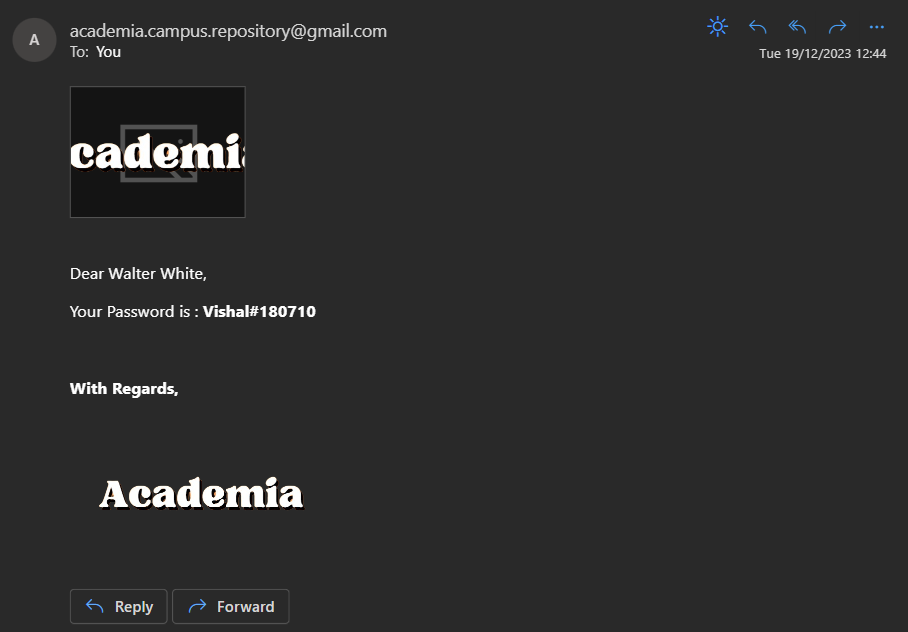 A
academia.campus.repository@gmail.com
To: You
Tue 19/12/2023 12:44
cademia
Dear Walter White,
Your Password is : Vishal#180710
With Regards,
Academia
Reply
Forward